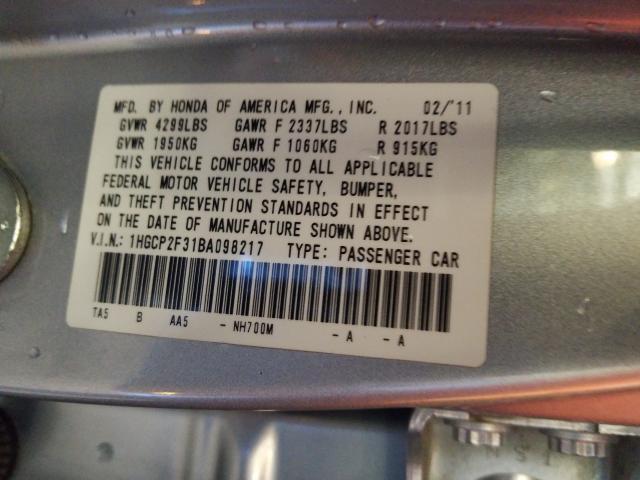 MFD. BY HONDA OF AMERICA MFG., INC. 02/'11
GVWR 4299LBS GAWR F 2337LBS R 2017LBS
GVWR 1950KG GAWR F 1060KG R 915KG
THIS VEHICLE CONFORMS TO ALL APPLICABLE
FEDERAL MOTOR VEHICLE SAFETY, BUMPER,
AND THEFT PREVENTION STANDARDS IN EFFECT
ON THE DATE OF MANUFACTURE SHOWN ABOVE.
V.I.N.: 1HGCP2F31BA098217 TYPE: PASSENGER CAR
TA5 B AA5 - NH700M - A - A